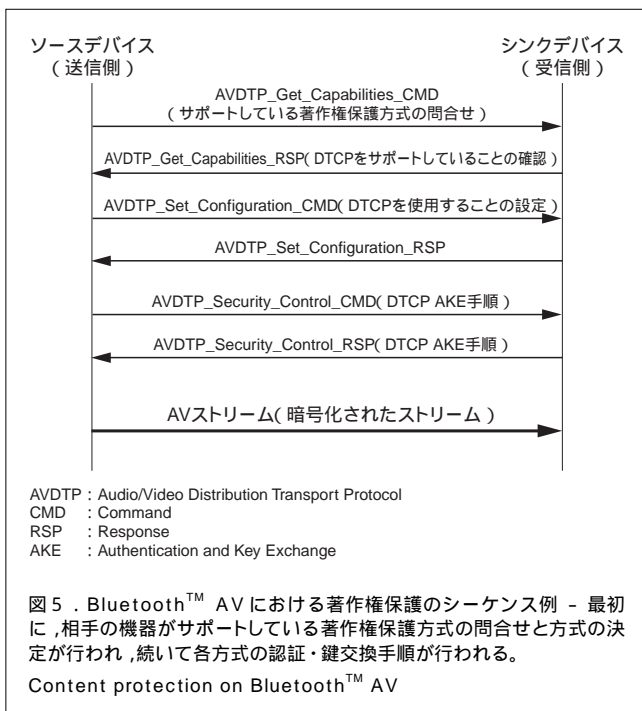 ソースデバイス
（送信側）
シンクデバイス
（受信側）
AVDTP_Get_Capabilities_CMD
（サポートしている著作権保護方式の問合せ）
AVDTP_Get_Capabilities_RSP（DTCPをサポートしていることの確認）
AVDTP_Set_Configuration_CMD（DTCPを使用することの設定）
AVDTP_Set_Configuration_RSP
AVDTP_Security_Control_CMD（DTCP AKE手順）
AVDTP_Security_Control_RSP（DTCP AKE手順）
AVストリーム（暗号化されたストリーム）
AVDTP : Audio/Video Distribution Transport Protocol
CMD : Command
RSP : Response
AKE : Authentication and Key Exchange
図5．Bluetooth™ AVにおける著作権保護のシーケンス例 － 最初
に，相手の機器がサポートしている著作権保護方式の問合せと方式の決
定が行われ，続いて各方式の認証・鍵交換手順が行われる。
Content protection on Bluetooth™ AV